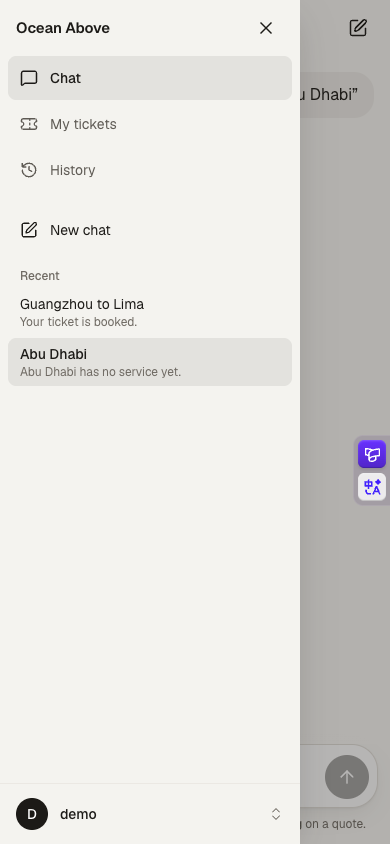 Ocean Above
Chat
u Dhabi”
My tickets
History
New chat
Recent
Guangzhou to Lima
Your ticket is booked.
Abu Dhabi
Abu Dhabi has no service yet.
D
demo
on a quote.